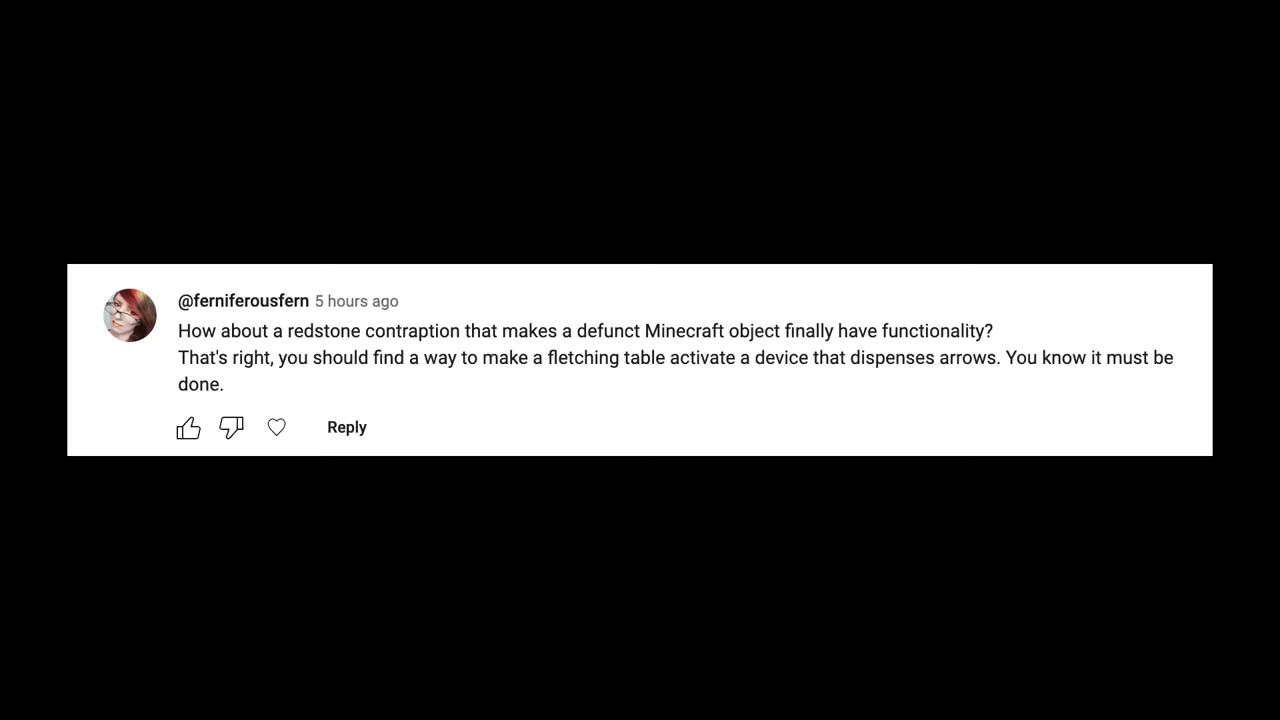 @ferniferousfern 5 hours ago
How about a redstone contraption that makes a defunct Minecraft object finally have functionality?
That's right, you should find a way to make a fletching table activate a device that dispenses arrows. You know it must be
done.
Reply